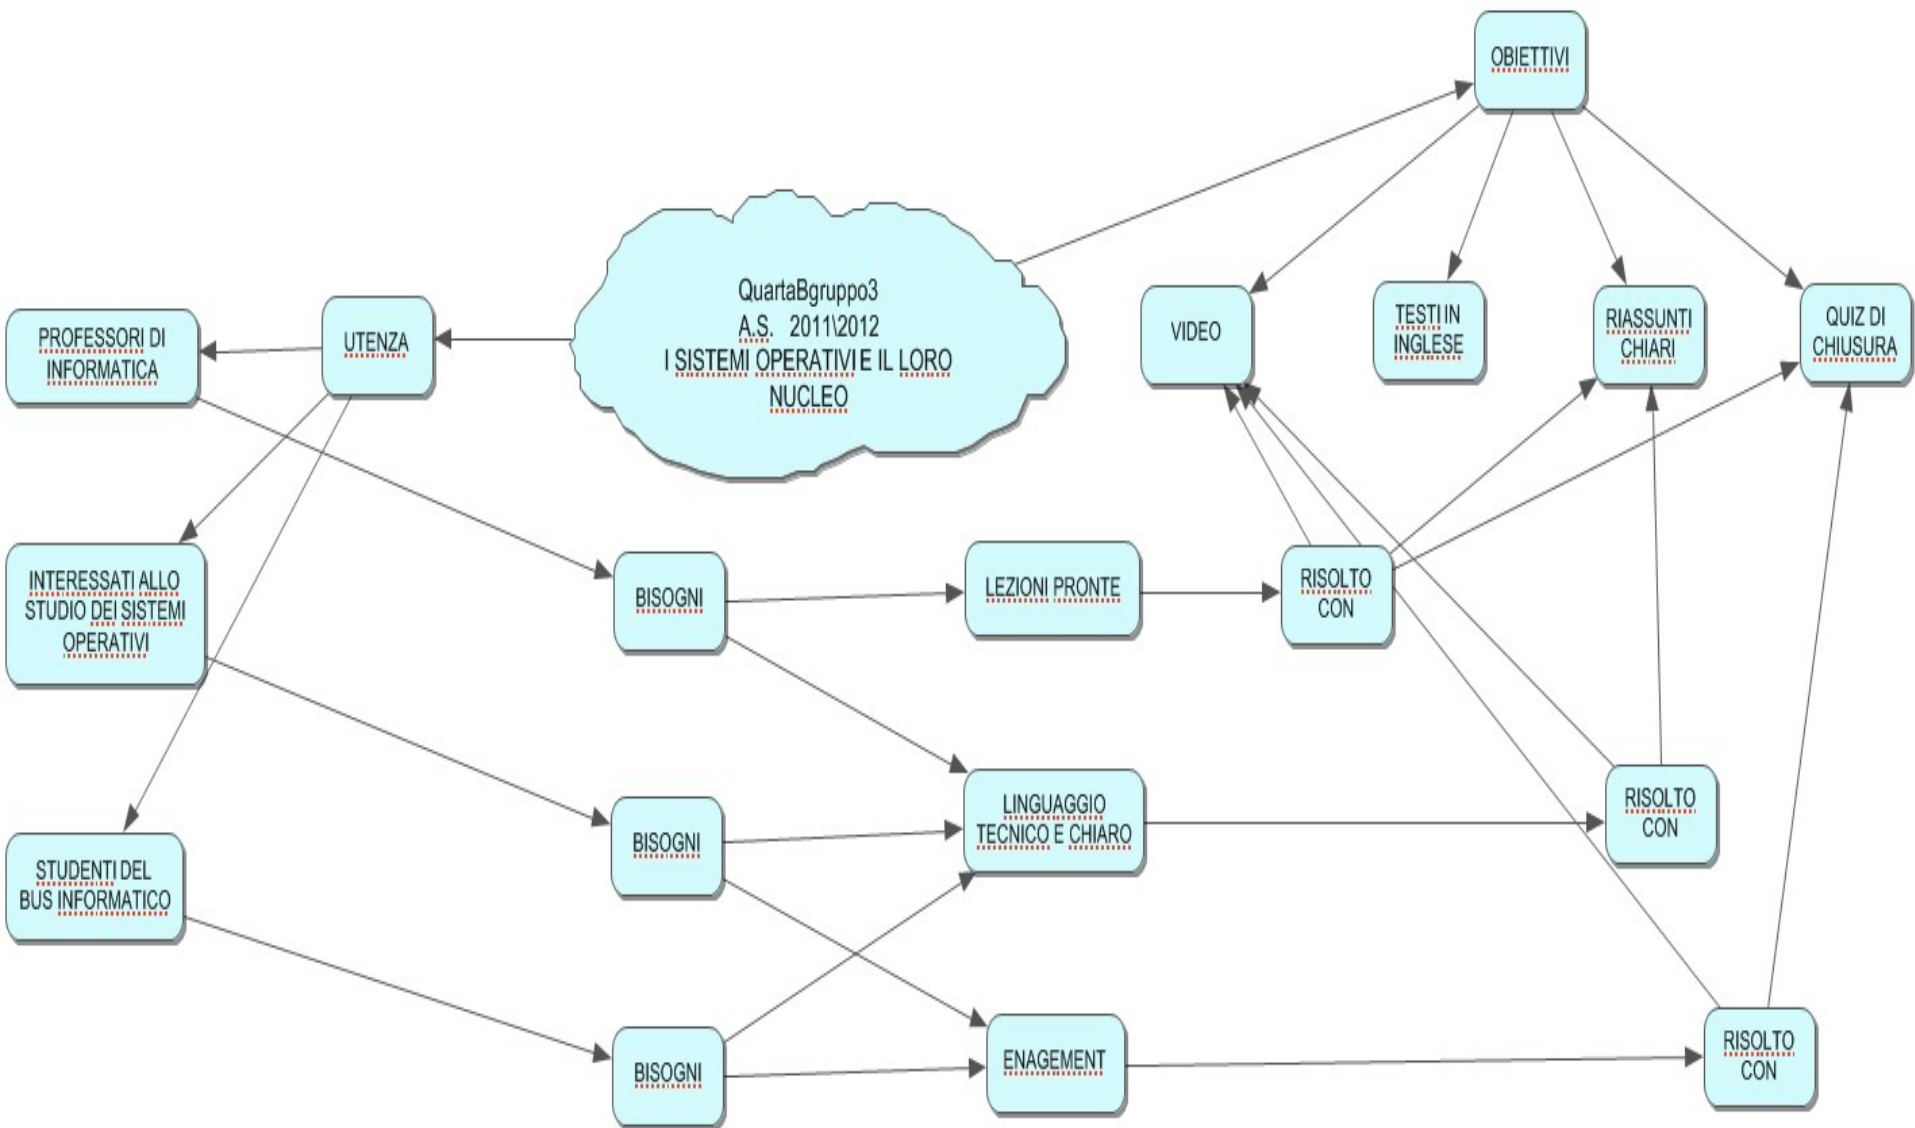 OBIETTIVI
QuartaBgruppo3
A.S. 2011\2012
I SISTEMI OPERATIVI E IL LORO
NUCLEO
VIDEO
TESTI IN
INGLESE
RIASSUNTI
CHIARI
QUIZ DI
CHIUSURA
PROFESSORI DI
INFORMATICA
UTENZA
INTERESSATI ALLO
STUDIO DEI SISTEMI
OPERATIVI
BISOGNI
LEZIONI PRONTE
RISOLTO
CON
STUDENTI DEL
BUS INFORMATICO
BISOGNI
LINGUAGGIO
TECNICO E CHIARO
RISOLTO
CON
BISOGNI
ENAGEMENT
RISOLTO
CON